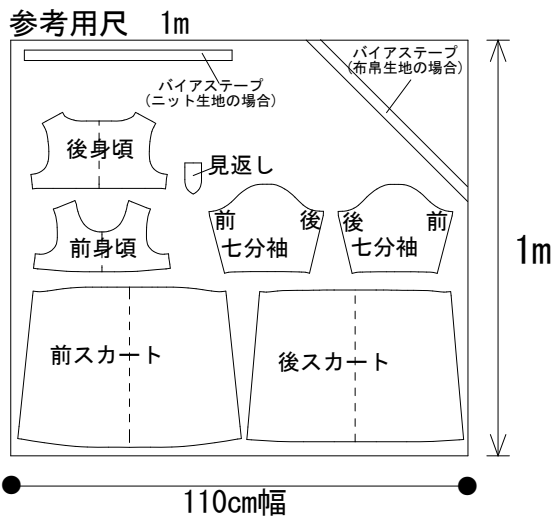 参考用尺 1m
バイアステープ
(ニット生地の場合)
バイアステープ
(布帛生地の場合)
後身頃
見返し
前身頃
前 後
七分袖
後 前
七分袖
1m
前スカート
後スカート
110cm幅